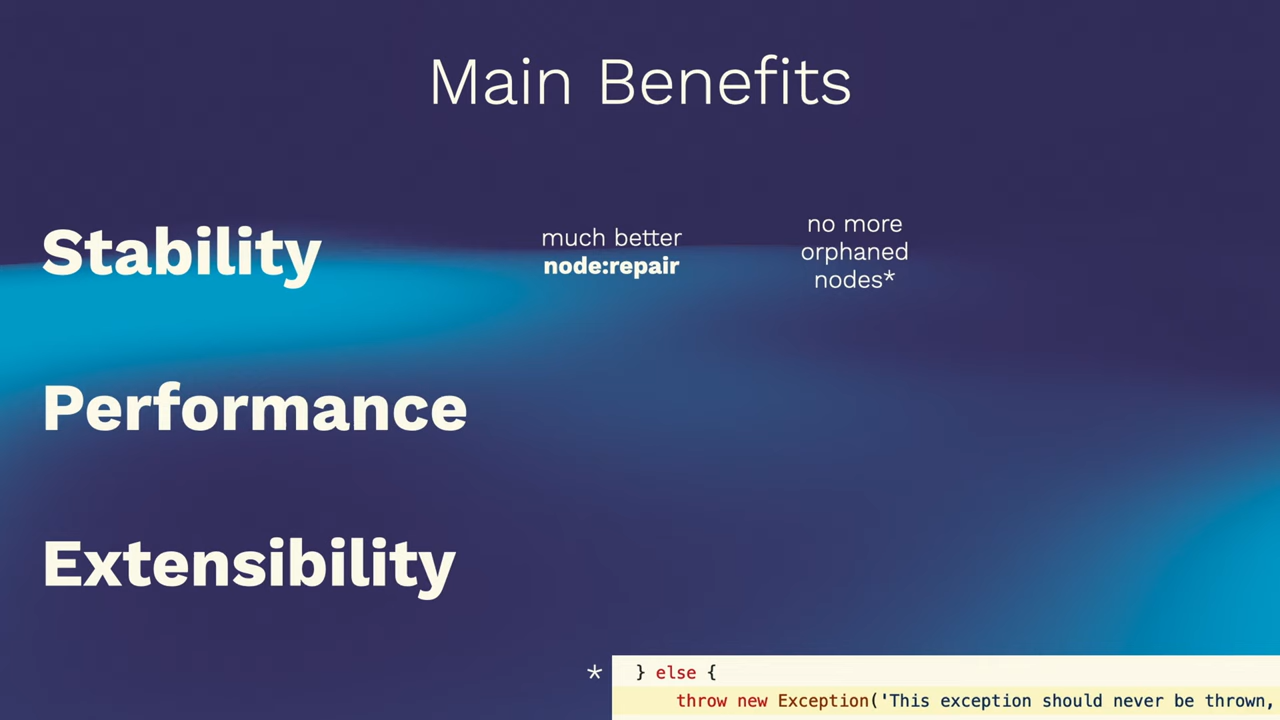 Main Benefits
Stability
much better
node:repair
no more
orphaned
nodes*
Performance
Extensibility
*
} else {
throw new Exception('This exception should never be thrown,